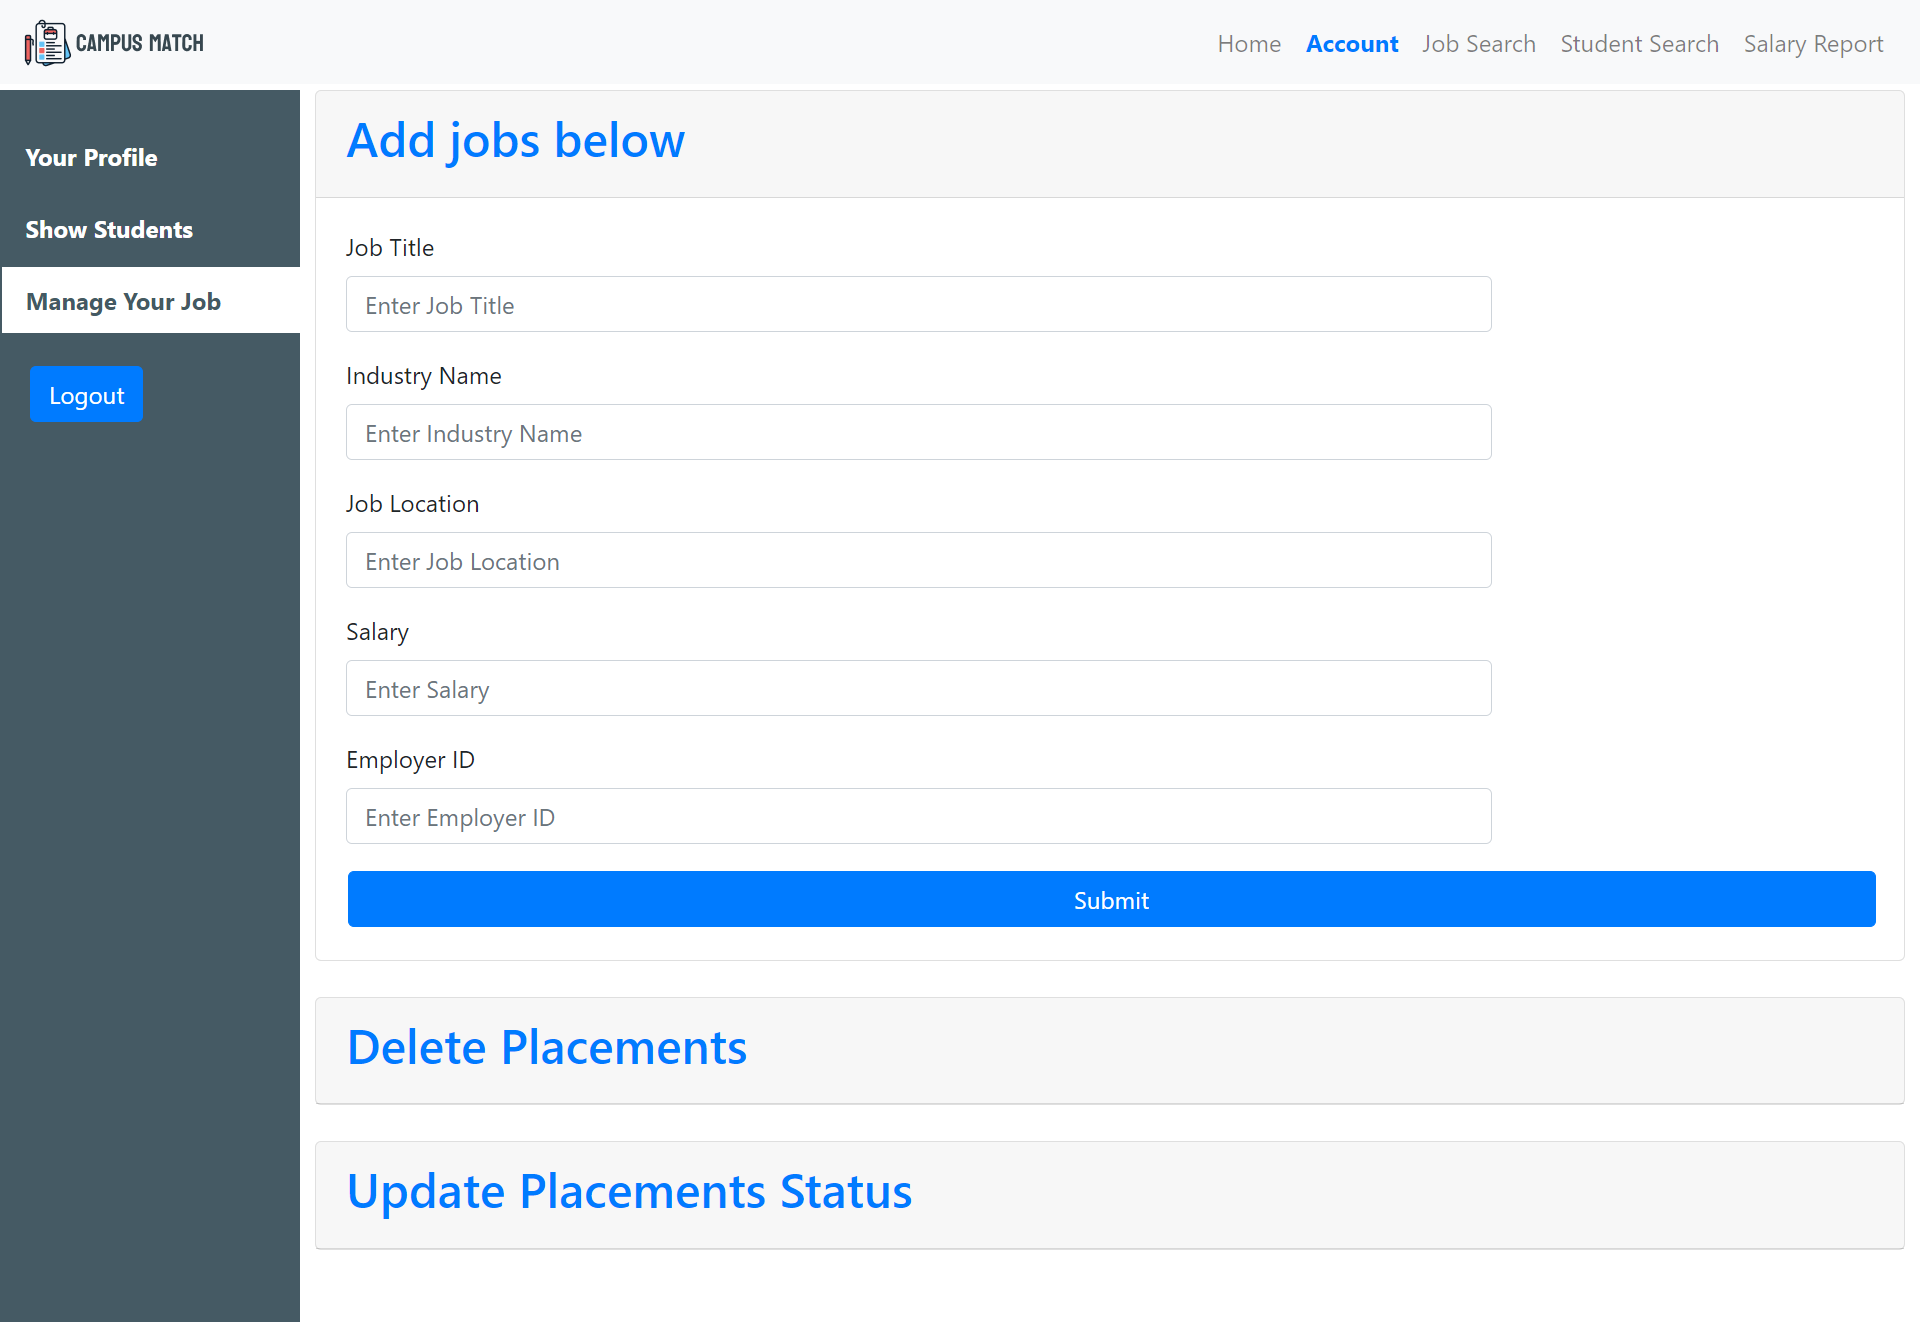 CAMPUS MATCH
Home Account Job Search Student Search Salary Report
Your Profile
Show Students
Manage Your Job
Logout
Add jobs below
Job Title
Enter Job Title
Industry Name
Enter Industry Name
Job Location
Enter Job Location
Salary
Enter Salary
Employer ID
Enter Employer ID
Submit
Delete Placements
Update Placements Status